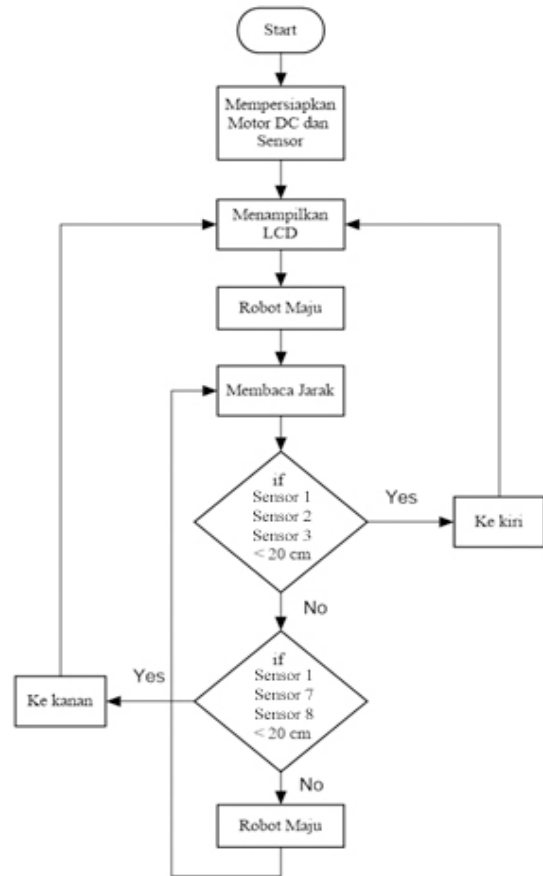 Start
Mempersiapkan
Motor DC dan
Sensor
Menampilkan
LCD
Robot Maju
Membaca Jarak
if
Sensor 1
Sensor 2
Sensor 3
< 20 cm
Yes
Ke kiri
No
if
Sensor 1
Sensor 7
Sensor 8
< 20 cm
Yes
Ke kanan
No
Robot Maju